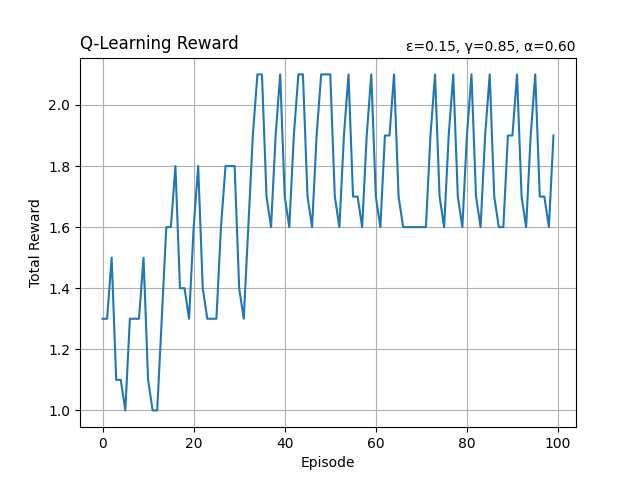 Q-Learning Reward
ε=0.15, γ=0.85, α=0.60
Total Reward
2.0
1.8
1.6
1.4
1.2
1.0
0 20 40 60 80 100
Episode